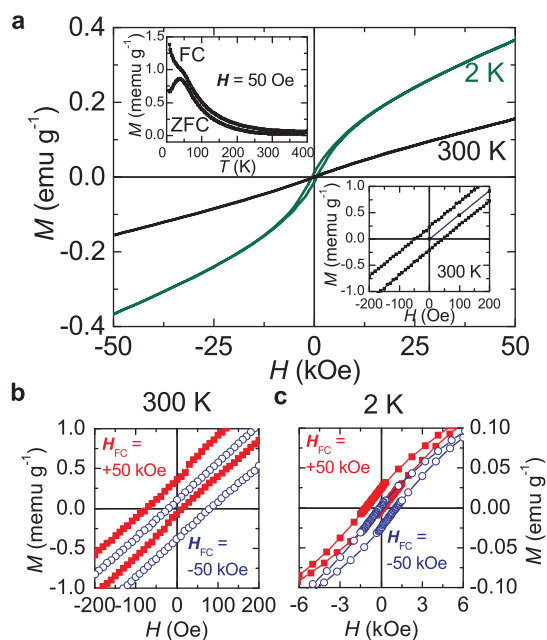 a
0.4
0.2
0.0
-0.2
-0.4
M (emu g⁻¹)
-50 -25 0 25 50
H (kOe)
2 K
300 K
1.5
1.0
0.5
0.0
M (memu g⁻¹)
FC
H = 50 Oe
ZFC
0 100 200 300 400
T (K)
1.0
0.5
0.0
-0.5
-1.0
M (memu g⁻¹)
300 K
-200 -100 0 100 200
H (Oe)
b 300 K
1.0
0.5
0.0
-0.5
-1.0
M (memu g⁻¹)
H_FC =
+50 kOe
H_FC =
-50 kOe
-200 -100 0 100 200
H (Oe)
c 2 K
H_FC =
+50 kOe
H_FC =
-50 kOe
0.10
0.05
0.00
-0.05
-0.10
M (memu g⁻¹)
-6 -3 0 3 6
H (kOe)